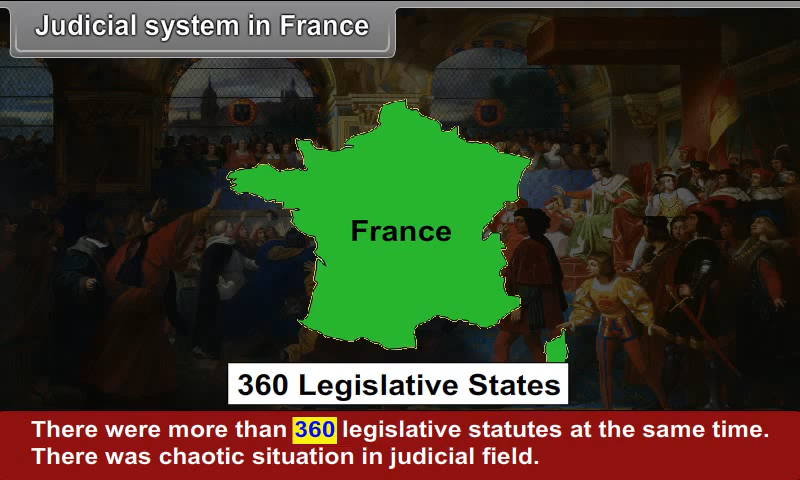 Judicial system in France
France
360 Legislative States
There were more than 360 legislative statutes at the same time.
There was chaotic situation in judicial field.